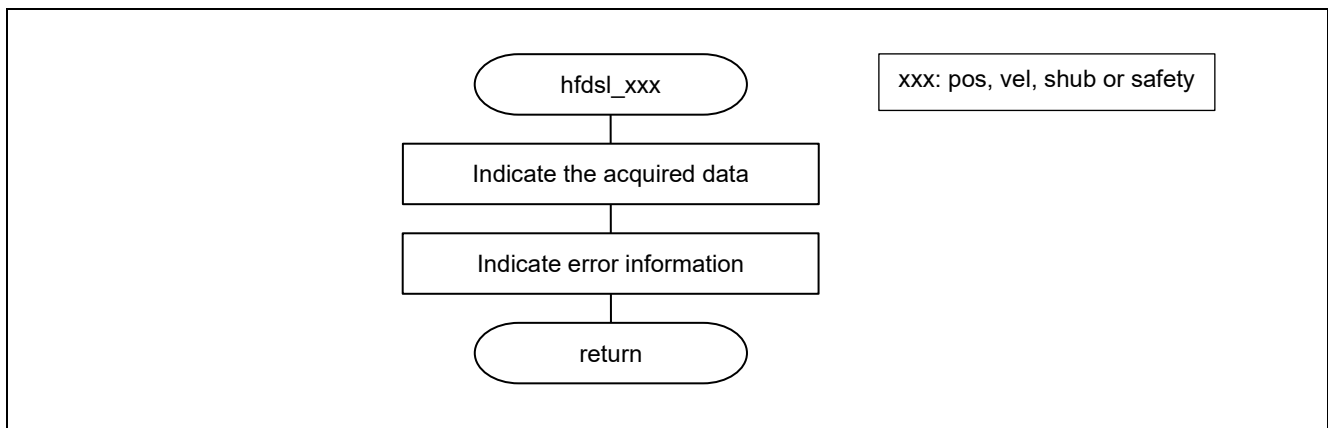 hfdsl_xxx
xxx: pos, vel, shub or safety
Indicate the acquired data
Indicate error information
return